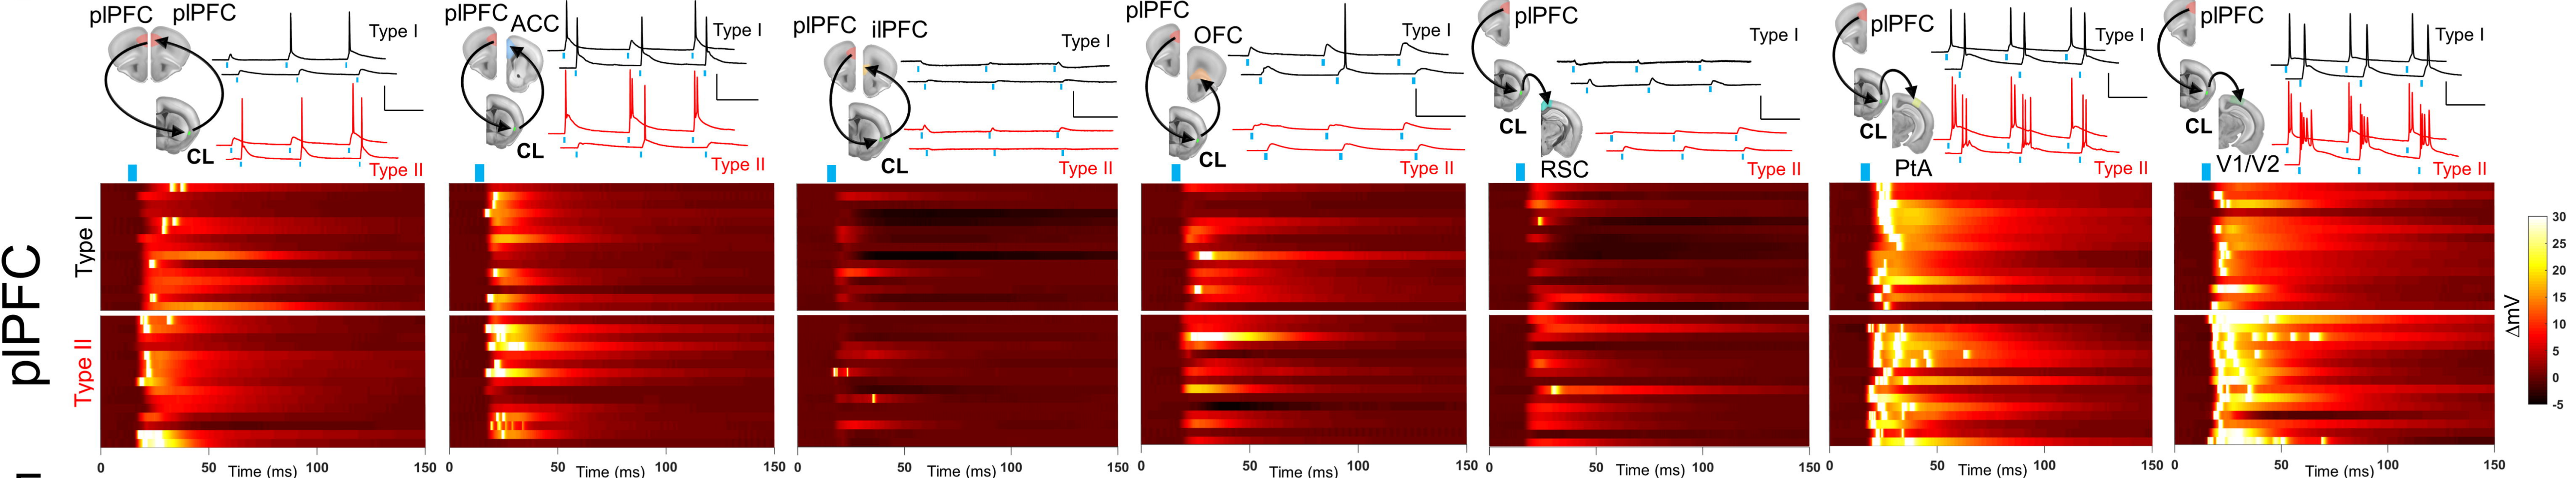 plPFC plPFC
Type I
CL
Type II
plPFC ACC
Type I
CL
Type II
plPFC ilPFC
Type I
CL
Type II
plPFC
OFC
Type I
CL
Type II
plPFC
Type I
CL
RSC
Type II
plPFC
Type I
CL
PtA
Type II
plPFC
Type I
CL
V1/V2
Type II
plPFC
Type I
Type II
0 50 100 150
Time (ms)
0 50 100 150
Time (ms)
0 50 100 150
Time (ms)
0 50 100 150
Time (ms)
0 50 100 150
Time (ms)
0 50 100 150
Time (ms)
0 50 100 150
Time (ms)
30
25
20
15
10
5
0
-5
ΔmV